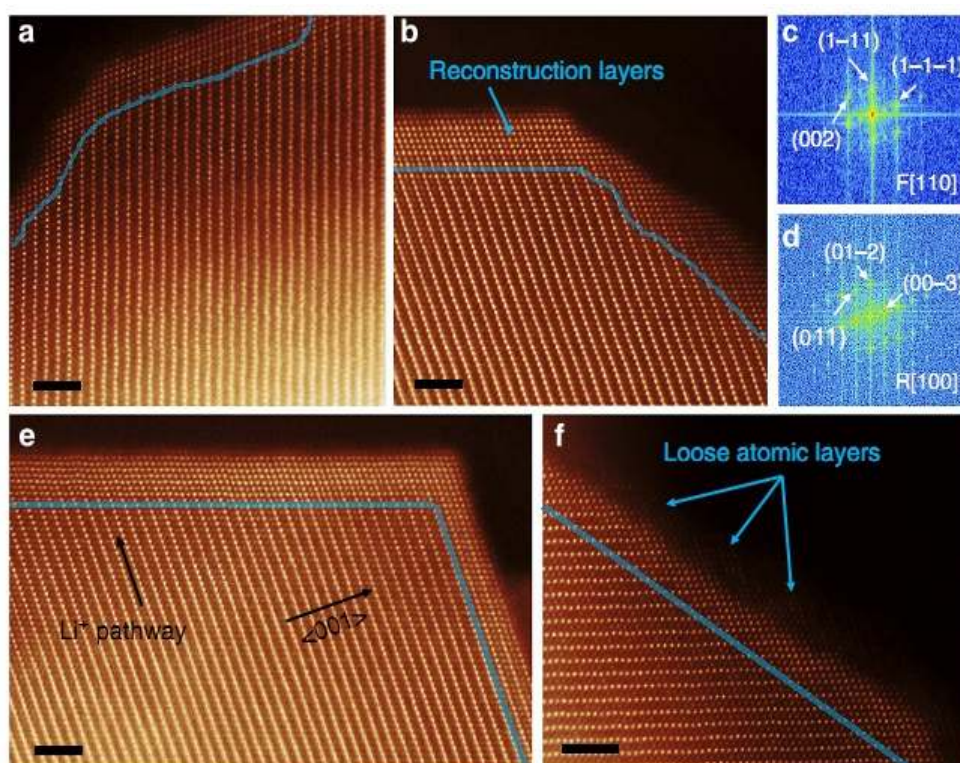 a
b
Reconstruction layers
c
(1–11)
(1–1–1)
(002)
F[110]
d
(01–2)
(00–3)
(011)
R[100]
e
Li+ pathway
<001>
f
Loose atomic layers